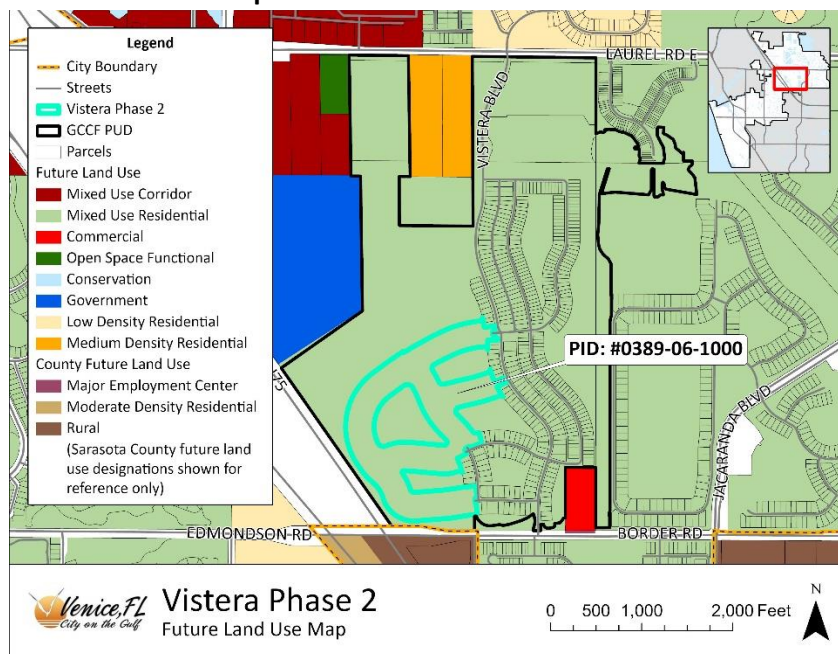 Legend
City Boundary
Streets
Vistera Phase 2
GCCF PUD
Parcels
Future Land Use
Mixed Use Corridor
Mixed Use Residential
Commercial
Open Space Functional
Conservation
Government
Low Density Residential
Medium Density Residential
County Future Land Use
Major Employment Center
Moderate Density Residential
Rural
(Sarasota County future land
use designations shown for
reference only)
LAUREL RD E
VISTERA BLVD
PID: #0389-06-1000
JACARANDA BLVD
EDMONDSON RD
BORDER RD
Venice, FL
City on the Gulf
Vistera Phase 2
Future Land Use Map
0 500 1,000 2,000 Feet
N